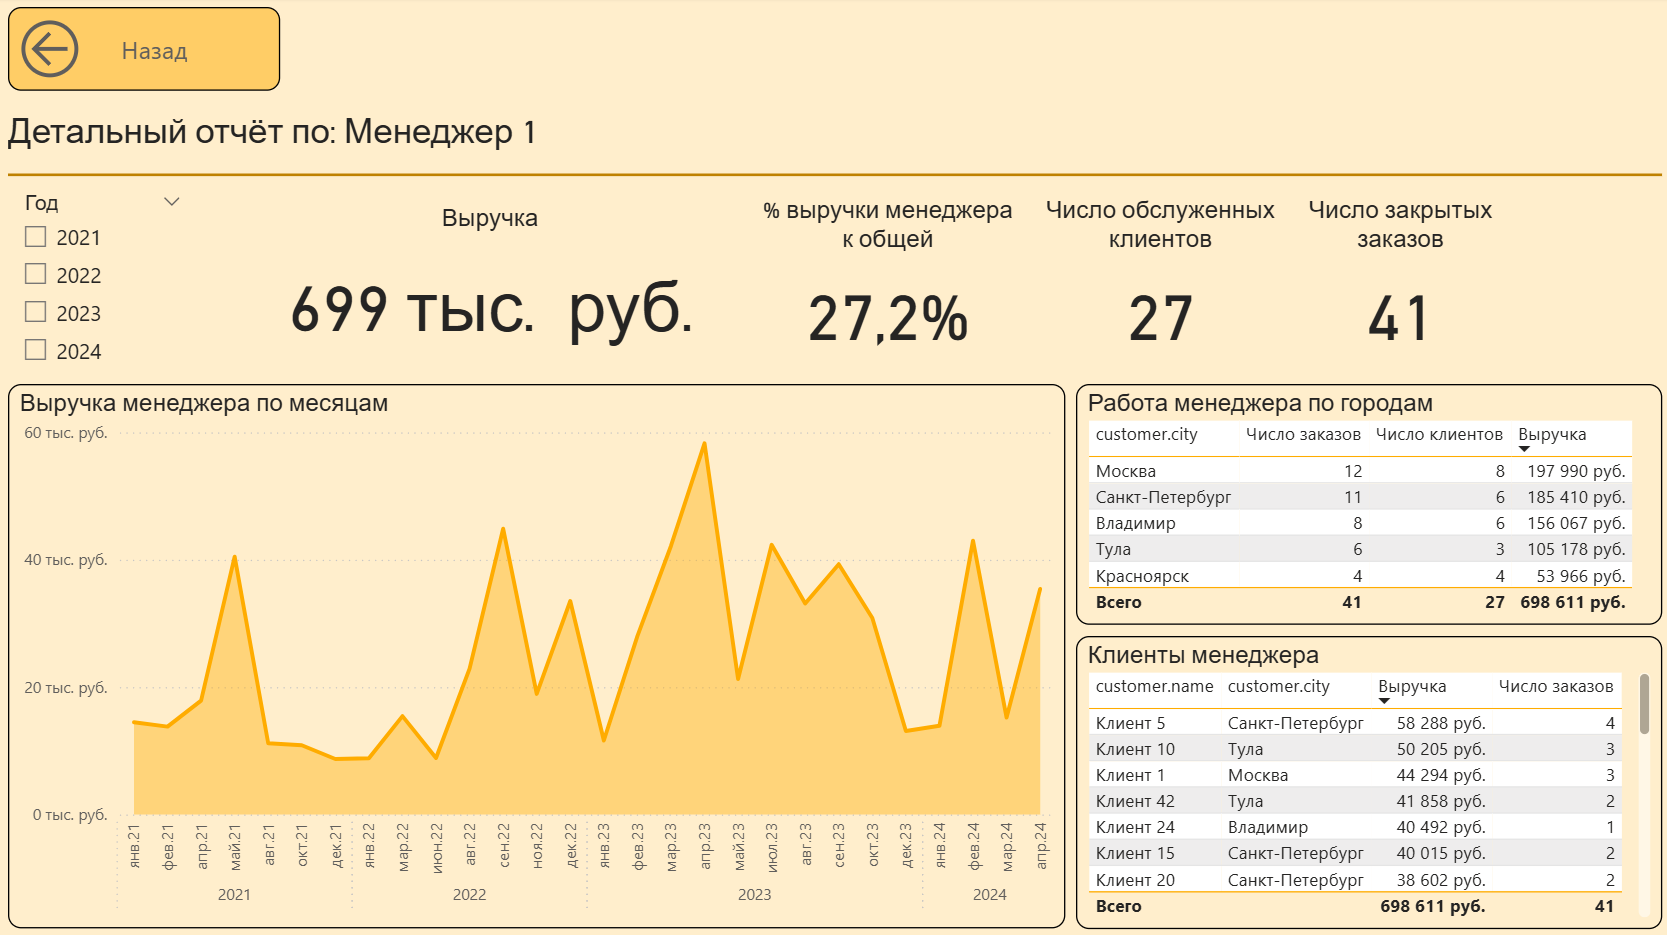 Назад
Детальный отчёт по: Менеджер 1
Год
2021
2022
2023
2024
Выручка
699 тыс. руб.
% выручки менеджера
к общей
27,2%
Число обслуженных
клиентов
27
Число закрытых
заказов
41
Выручка менеджера по месяцам
60 тыс. руб.
40 тыс. руб.
20 тыс. руб.
0 тыс. руб.
янв.21 фев.21 апр.21 май.21 авг.21 окт.21 дек.21 янв.22 мар.22 июн.22 авг.22 сен.22 ноя.22 дек.22 янв.23 фев.23 мар.23 апр.23 май.23 июл.23 авг.23 сен.23 окт.23 дек.23 янв.24 фев.24 мар.24 апр.24
2021 2022 2023 2024
Работа менеджера по городам
customer.city Число заказов Число клиентов Выручка
Москва 12 8 197 990 руб.
Санкт-Петербург 11 6 185 410 руб.
Владимир 8 6 156 067 руб.
Тула 6 3 105 178 руб.
Красноярск 4 4 53 966 руб.
Всего 41 27 698 611 руб.
Клиенты менеджера
customer.name customer.city Выручка Число заказов
Клиент 5 Санкт-Петербург 58 288 руб. 4
Клиент 10 Тула 50 205 руб. 3
Клиент 1 Москва 44 294 руб. 3
Клиент 42 Тула 41 858 руб. 2
Клиент 24 Владимир 40 492 руб. 1
Клиент 15 Санкт-Петербург 40 015 руб. 2
Клиент 20 Санкт-Петербург 38 602 руб. 2
Всего 698 611 руб. 41